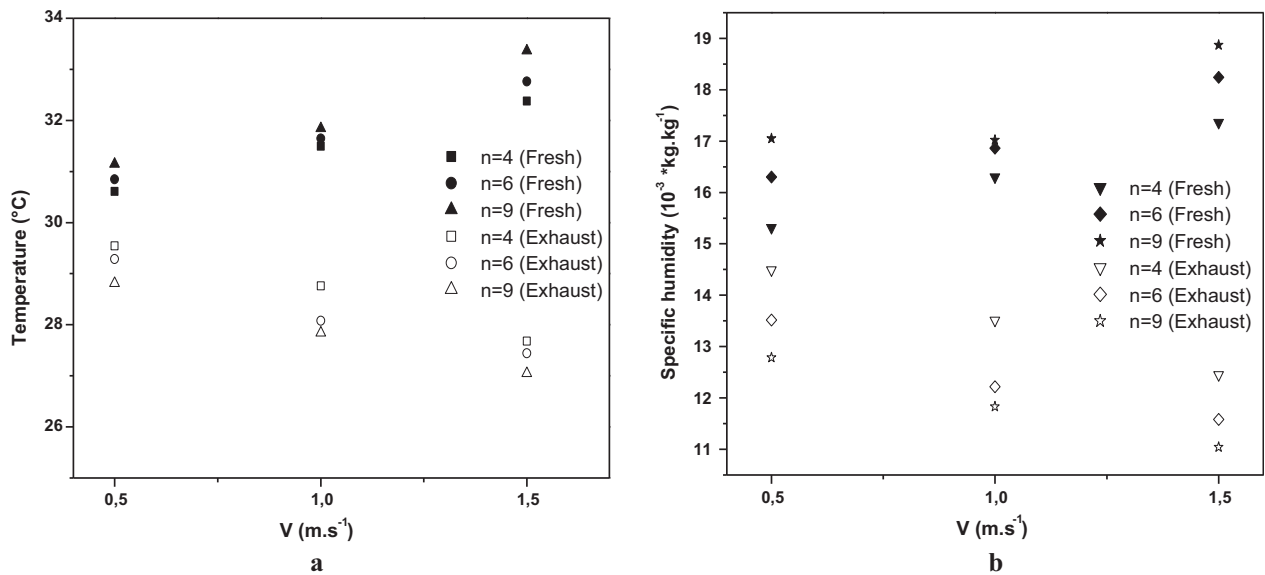 34
32
30
28
26
Temperature (°C)
n=4 (Fresh)
n=6 (Fresh)
n=9 (Fresh)
n=4 (Exhaust)
n=6 (Exhaust)
n=9 (Exhaust)
0,5
1,0
1,5
V (m.s⁻¹)
a
19
18
17
16
15
14
13
12
11
Specific humidity (10⁻³ *kg.kg⁻¹)
n=4 (Fresh)
n=6 (Fresh)
n=9 (Fresh)
n=4 (Exhaust)
n=6 (Exhaust)
n=9 (Exhaust)
0,5
1,0
1,5
V (m.s⁻¹)
b